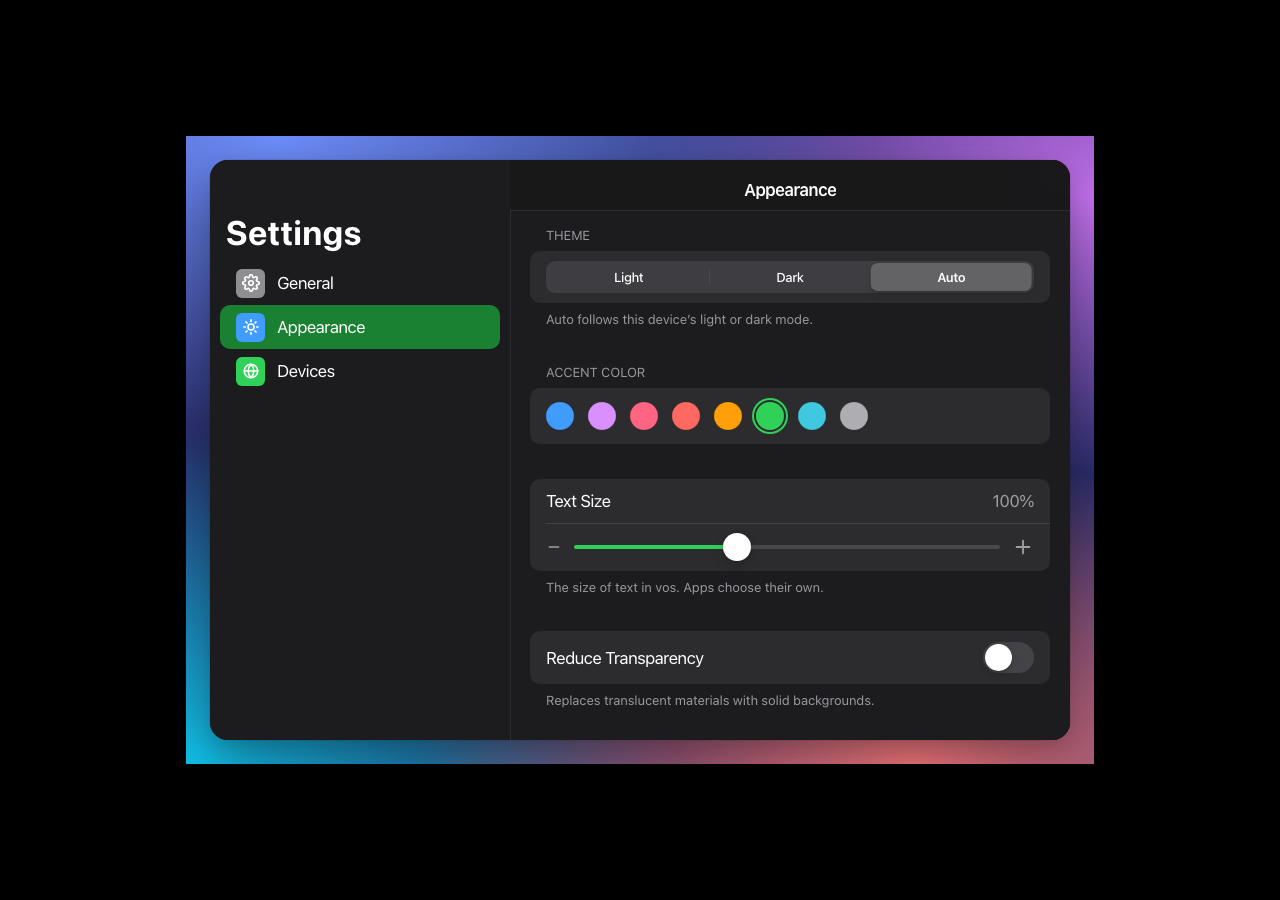 Appearance
Settings
General
Appearance
Devices
THEME
Light
Dark
Auto
Auto follows this device’s light or dark mode.
ACCENT COLOR
Text Size
100%
The size of text in vos. Apps choose their own.
Reduce Transparency
Replaces translucent materials with solid backgrounds.